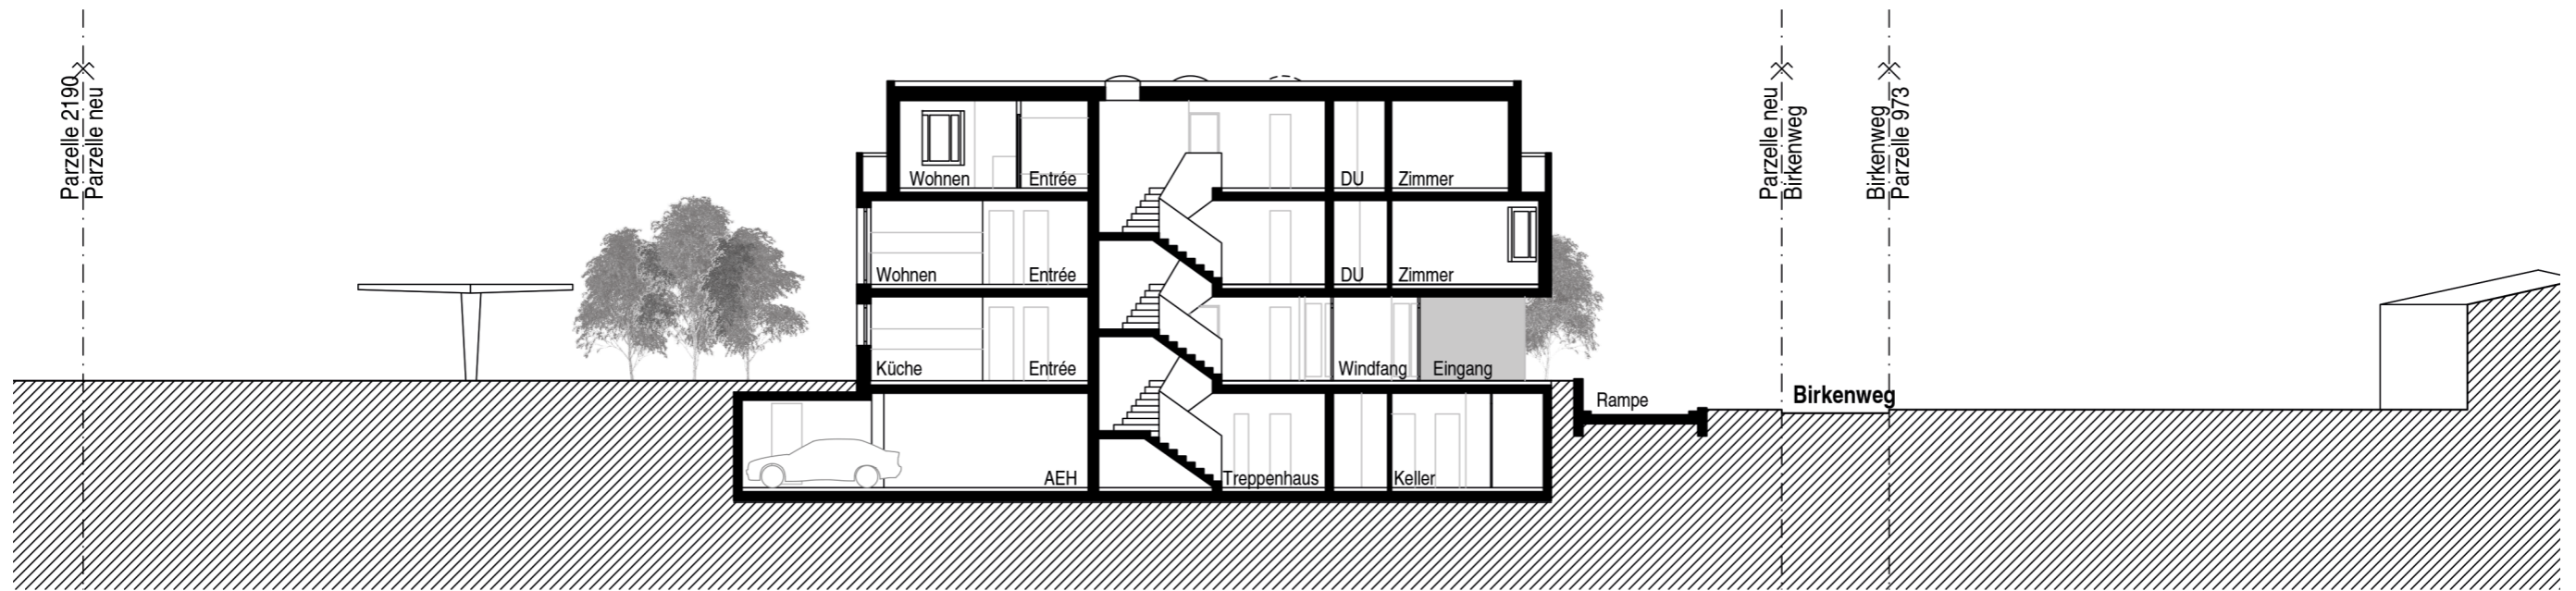 Parzelle 2190
Parzelle neu
Parzelle neu
Birkenweg
Birkenweg
Parzelle 973
Wohnen
Entrée
DU
Zimmer
Wohnen
Entrée
DU
Zimmer
Küche
Entrée
Windfang
Eingang
Rampe
Birkenweg
AEH
Treppenhaus
Keller